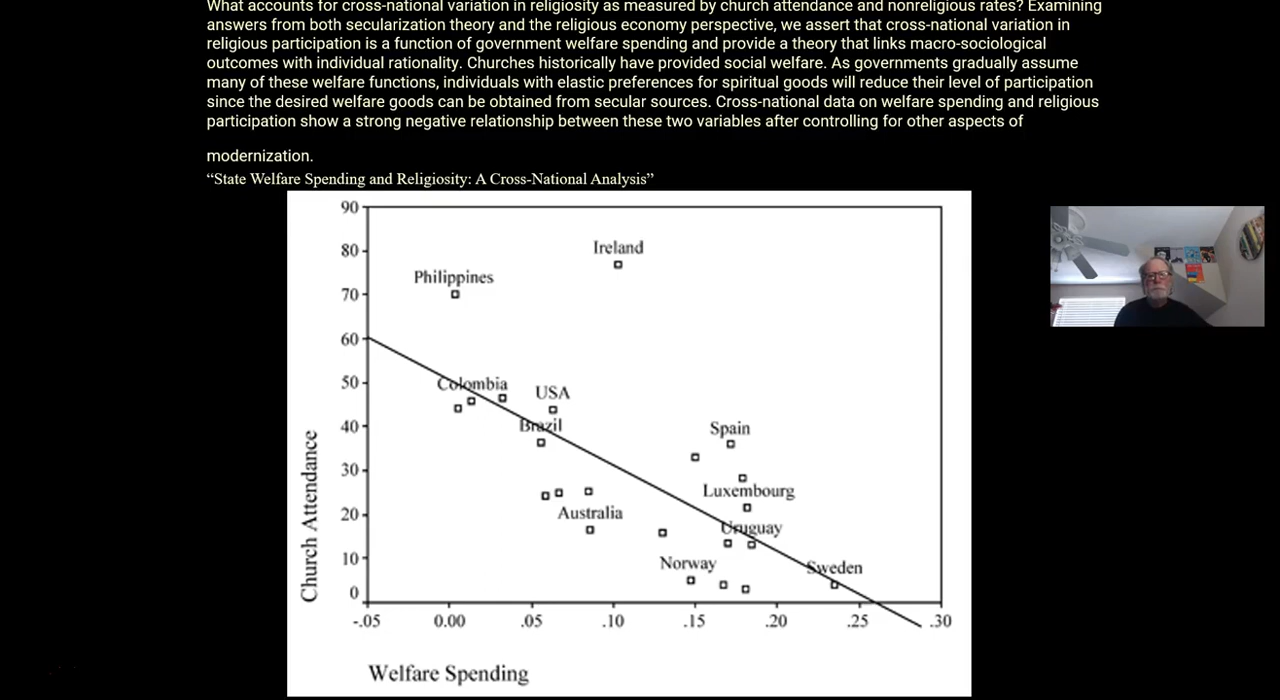 What accounts for cross-national variation in religiosity as measured by church attendance and nonreligious rates? Examining
answers from both secularization theory and the religious economy perspective, we assert that cross-national variation in
religious participation is a function of government welfare spending and provide a theory that links macro-sociological
outcomes with individual rationality. Churches historically have provided social welfare. As governments gradually assume
many of these welfare functions, individuals with elastic preferences for spiritual goods will reduce their level of participation
since the desired welfare goods can be obtained from secular sources. Cross-national data on welfare spending and religious
participation show a strong negative relationship between these two variables after controlling for other aspects of
modernization.
“State Welfare Spending and Religiosity: A Cross-National Analysis”
90
Ireland
80
Philippines
70
60
50
Colombia
USA
40
Brazil
Spain
30
Luxembourg
20
Australia
Uruguay
10
Norway
Sweden
0
-.05 0.00 .05 .10 .15 .20 .25 .30
Church Attendance
Welfare Spending